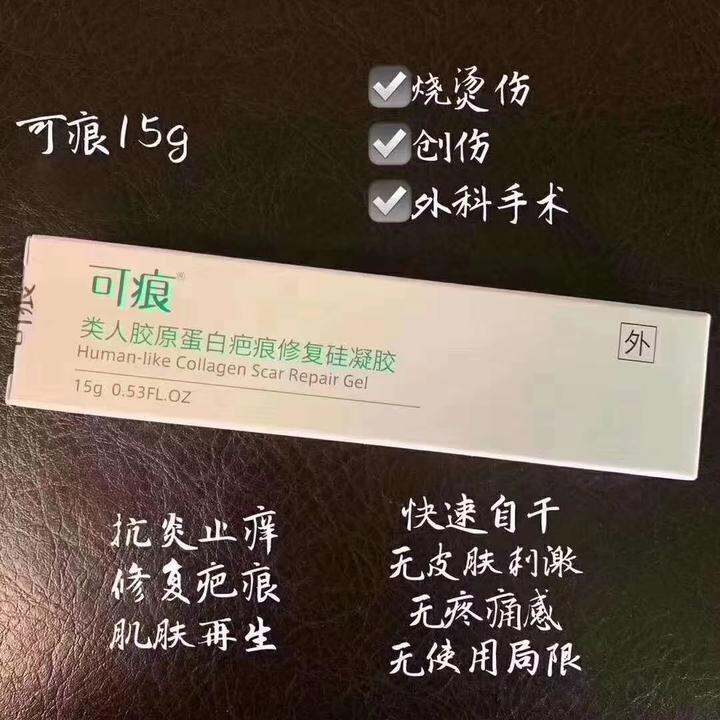 可痕15g
烧烫伤
创伤
外科手术
可痕®
类人胶原蛋白疤痕修复硅凝胶
Human-like Collagen Scar Repair Gel
15g 0.53FL.OZ
外
可痕
抗炎止痒
修复疤痕
肌肤再生
快速自干
无皮肤刺激
无疼痛感
无使用局限